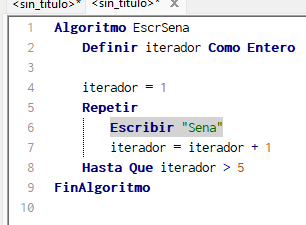 <sin_titulo>* <sin_titulo>* ×
1 Algoritmo EscrSena
2 Definir iterador Como Entero
3
4 iterador = 1
5 Repetir
6 Escribir "Sena"
7 iterador = iterador + 1
8 Hasta Que iterador > 5
9 FinAlgoritmo
10